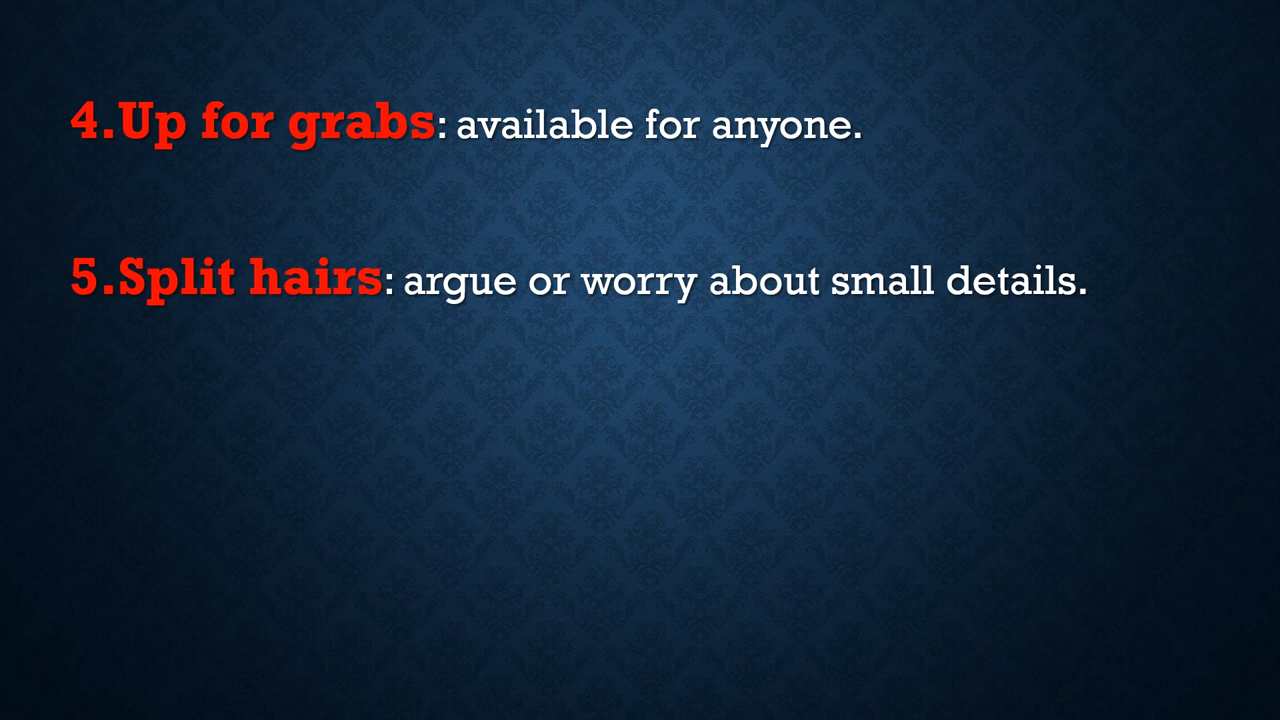 4.Up for grabs: available for anyone.
5.Split hairs: argue or worry about small details.